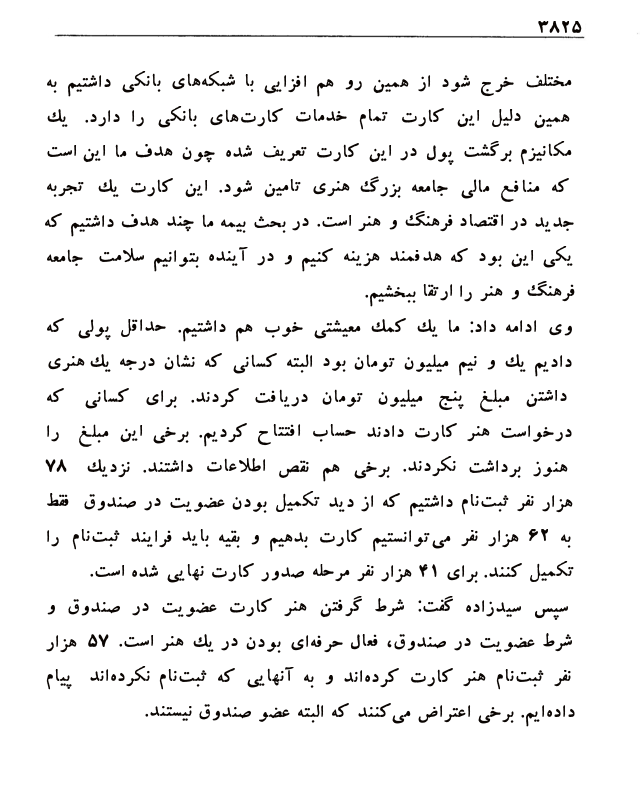 ۳۸۲۵
مختلف خرج شود از همین رو هم افزایی با شبکه‌های بانکی داشتیم به
همین دلیل این کارت تمام خدمات کارت‌های بانکی را دارد. یك
مکانیزم برگشت پول در این کارت تعریف شده چون هدف ما این است
که منافع مالی جامعه بزرگ هنری تامین شود. این کارت یك تجربه
جدید در اقتصاد فرهنگ و هنر است. در بحث بیمه ما چند هدف داشتیم که
یکی این بود که هدفمند هزینه کنیم و در آینده بتوانیم سلامت جامعه
فرهنگ و هنر را ارتقا ببخشیم.
وی ادامه داد: ما یك کمك معیشتی خوب هم داشتیم. حداقل پولی که
دادیم یك و نیم میلیون تومان بود البته کسانی که نشان درجه یك هنری
داشتن مبلغ پنج میلیون تومان دریافت کردند. برای کسانی که
درخواست هنر کارت دادند حساب افتتاح کردیم. برخی این مبلغ را
هنوز برداشت نکردند. برخی هم نقص اطلاعات داشتند. نزدیك ۷۸
هزار نفر ثبت‌نام داشتیم که از دید تکمیل بودن عضویت در صندوق فقط
به ۶۲ هزار نفر می‌توانستیم کارت بدهیم و بقیه باید فرایند ثبت‌نام را
تکمیل کنند. برای ۴۱ هزار نفر مرحله صدور کارت نهایی شده است.
سپس سیدزاده گفت: شرط گرفتن هنر کارت عضویت در صندوق و
شرط عضویت در صندوق، فعال حرفه‌ای بودن در یك هنر است. ۵۷ هزار
نفر ثبت‌نام هنر کارت کرده‌اند و به آنهایی که ثبت‌نام نکرده‌اند پیام
داده‌ایم. برخی اعتراض می‌کنند که البته عضو صندوق نیستند.